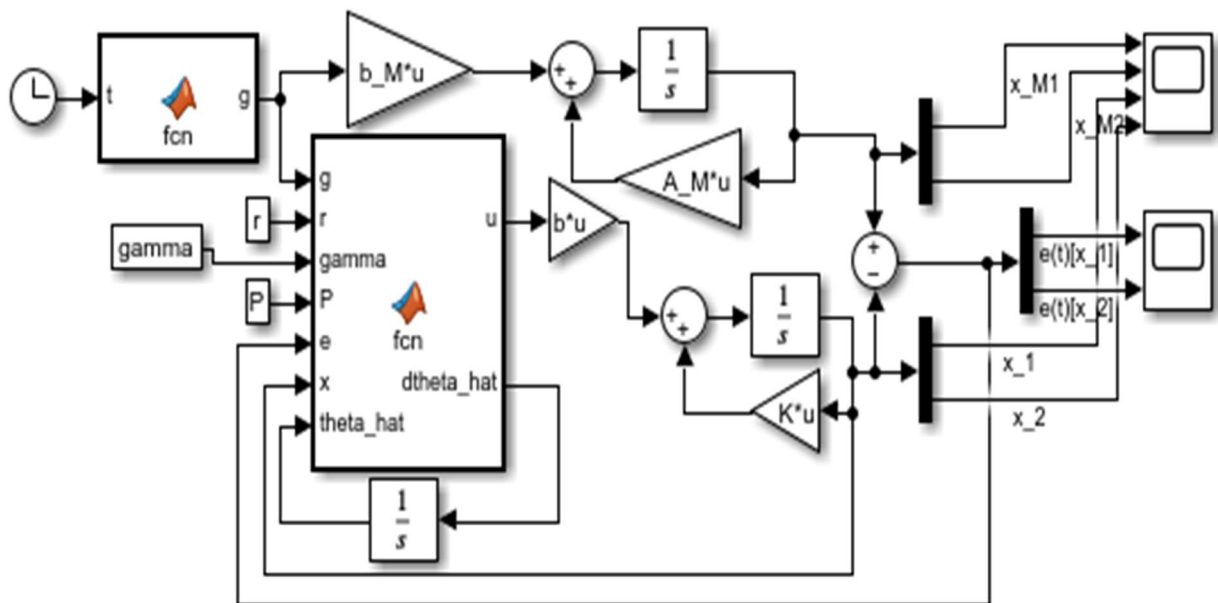 t
g
fcn
b_M*u
+
+
1
s
A_M*u
x_M1
x_M2
g
r
gamma
P
e
x
theta_hat
u
dtheta_hat
fcn
r
gamma
P
b*u
+
−
e(t)[x_1]
e(t)[x_2]
+
+
1
s
K*u
x_1
x_2
1
s